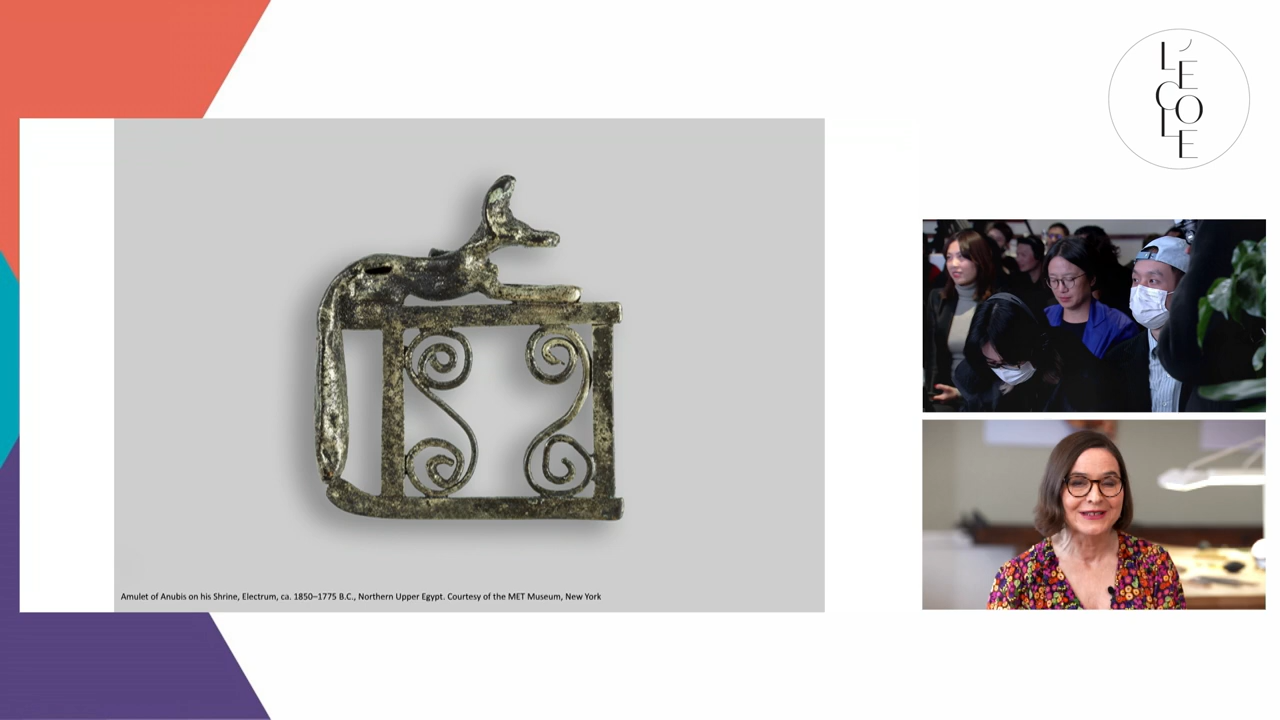 L'ÉCOLE
Amulet of Anubis on his Shrine, Electrum, ca. 1850–1775 B.C., Northern Upper Egypt. Courtesy of the MET Museum, New York